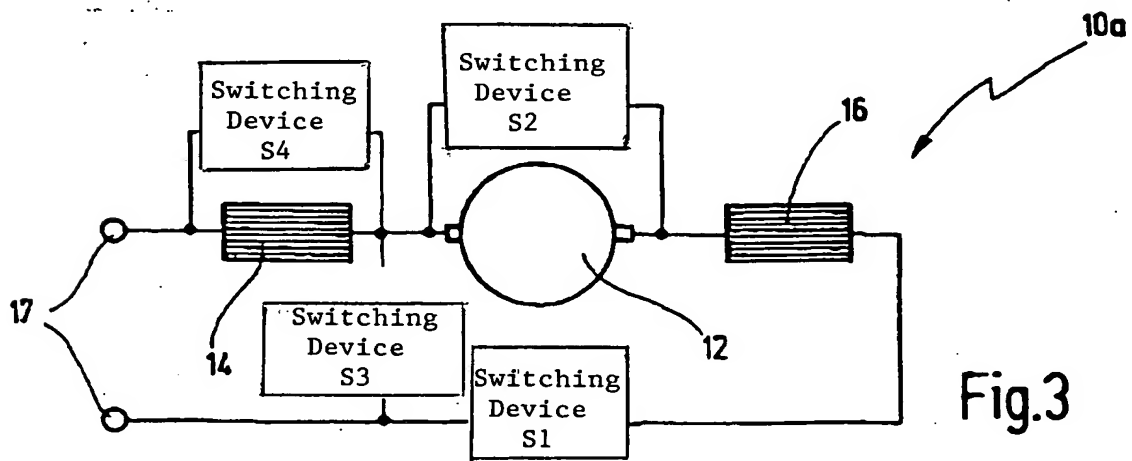 10a
Switching
Device
S4
Switching
Device
S2
16
17
14
12
Switching
Device
S3
Switching
Device
S1
Fig.3